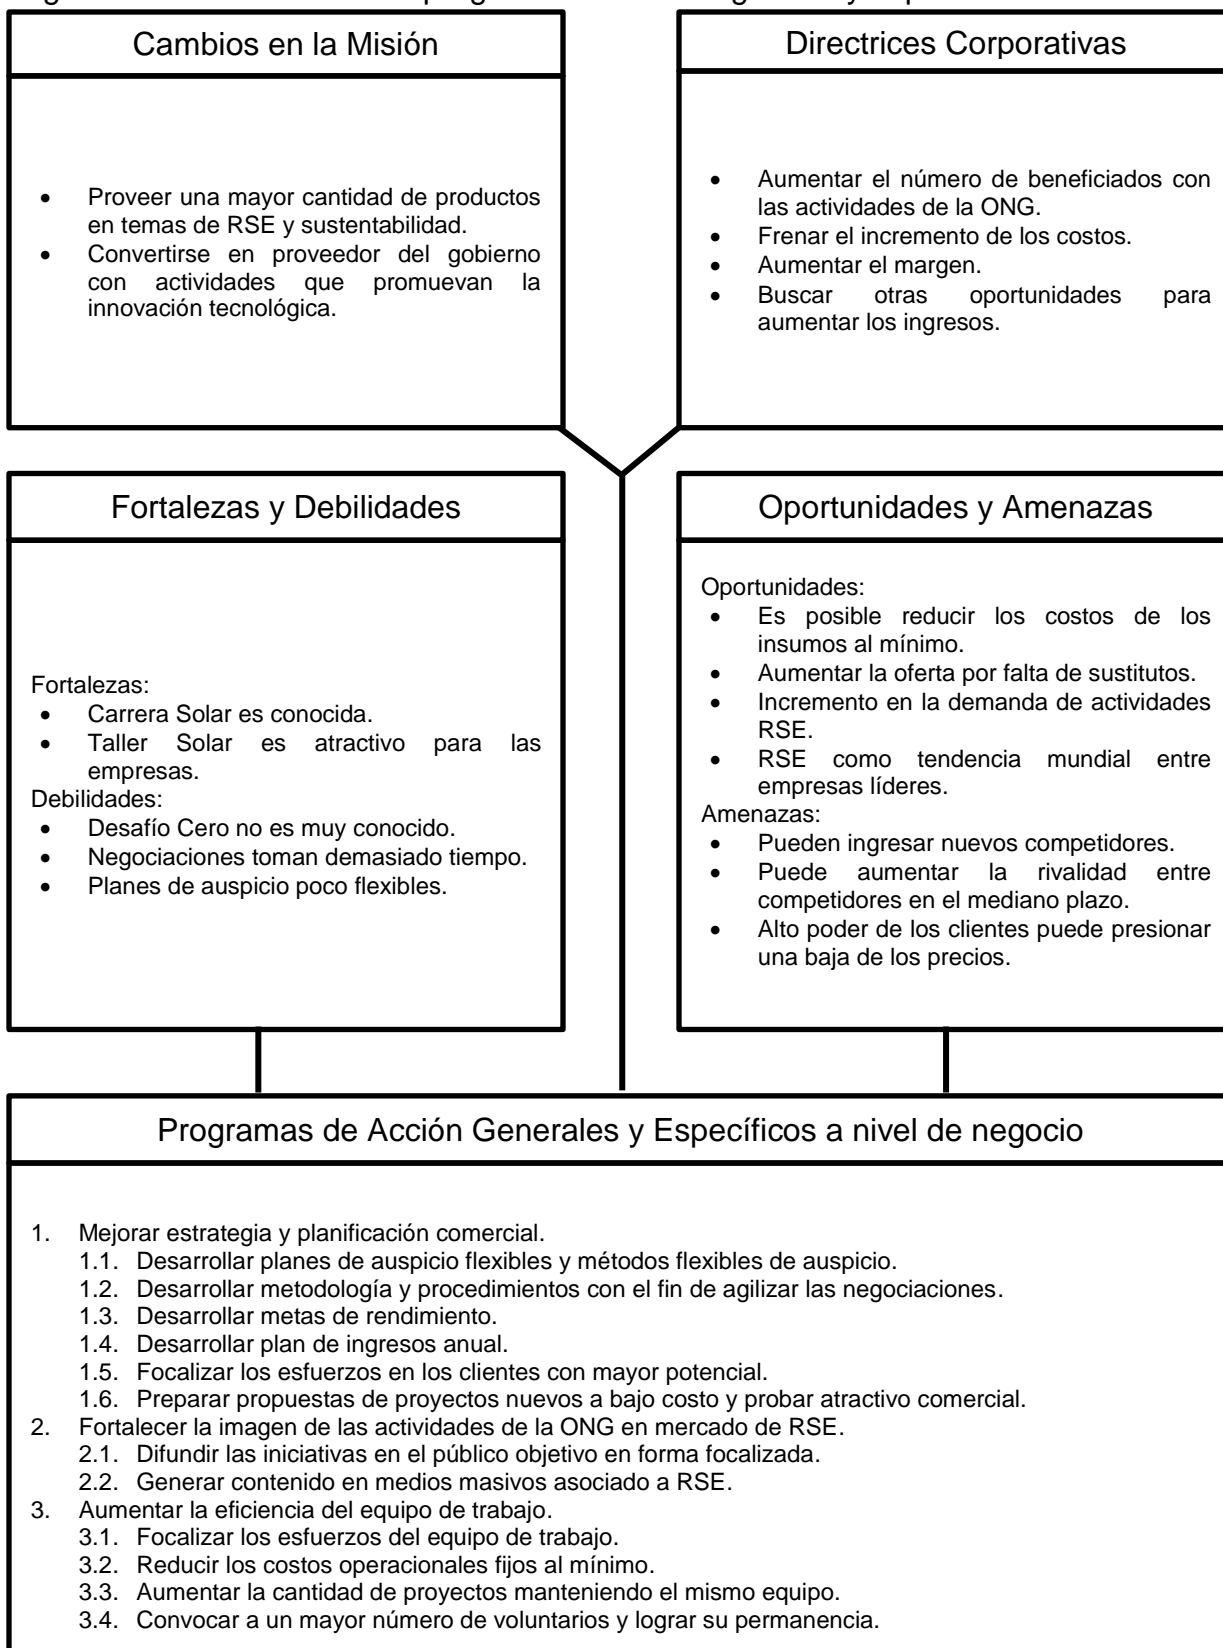 Cambios en la Misión
• Proveer una mayor cantidad de productos
en temas de RSE y sustentabilidad.
• Convertirse en proveedor del gobierno
con actividades que promuevan la
innovación tecnológica.
Directrices Corporativas
• Aumentar el número de beneficiados con
las actividades de la ONG.
• Frenar el incremento de los costos.
• Aumentar el margen.
• Buscar otras oportunidades para
aumentar los ingresos.
Fortalezas y Debilidades
Fortalezas:
• Carrera Solar es conocida.
• Taller Solar es atractivo para las
empresas.
Debilidades:
• Desafío Cero no es muy conocido.
• Negociaciones toman demasiado tiempo.
• Planes de auspicio poco flexibles.
Oportunidades y Amenazas
Oportunidades:
• Es posible reducir los costos de los
insumos al mínimo.
• Aumentar la oferta por falta de sustitutos.
• Incremento en la demanda de actividades
RSE.
• RSE como tendencia mundial entre
empresas líderes.
Amenazas:
• Pueden ingresar nuevos competidores.
• Puede aumentar la rivalidad entre
competidores en el mediano plazo.
• Alto poder de los clientes puede presionar
una baja de los precios.
Programas de Acción Generales y Específicos a nivel de negocio
1. Mejorar estrategia y planificación comercial.
1.1. Desarrollar planes de auspicio flexibles y métodos flexibles de auspicio.
1.2. Desarrollar metodología y procedimientos con el fin de agilizar las negociaciones.
1.3. Desarrollar metas de rendimiento.
1.4. Desarrollar plan de ingresos anual.
1.5. Focalizar los esfuerzos en los clientes con mayor potencial.
1.6. Preparar propuestas de proyectos nuevos a bajo costo y probar atractivo comercial.
2. Fortalecer la imagen de las actividades de la ONG en mercado de RSE.
2.1. Difundir las iniciativas en el público objetivo en forma focalizada.
2.2. Generar contenido en medios masivos asociado a RSE.
3. Aumentar la eficiencia del equipo de trabajo.
3.1. Focalizar los esfuerzos del equipo de trabajo.
3.2. Reducir los costos operacionales fijos al mínimo.
3.3. Aumentar la cantidad de proyectos manteniendo el mismo equipo.
3.4. Convocar a un mayor número de voluntarios y lograr su permanencia.